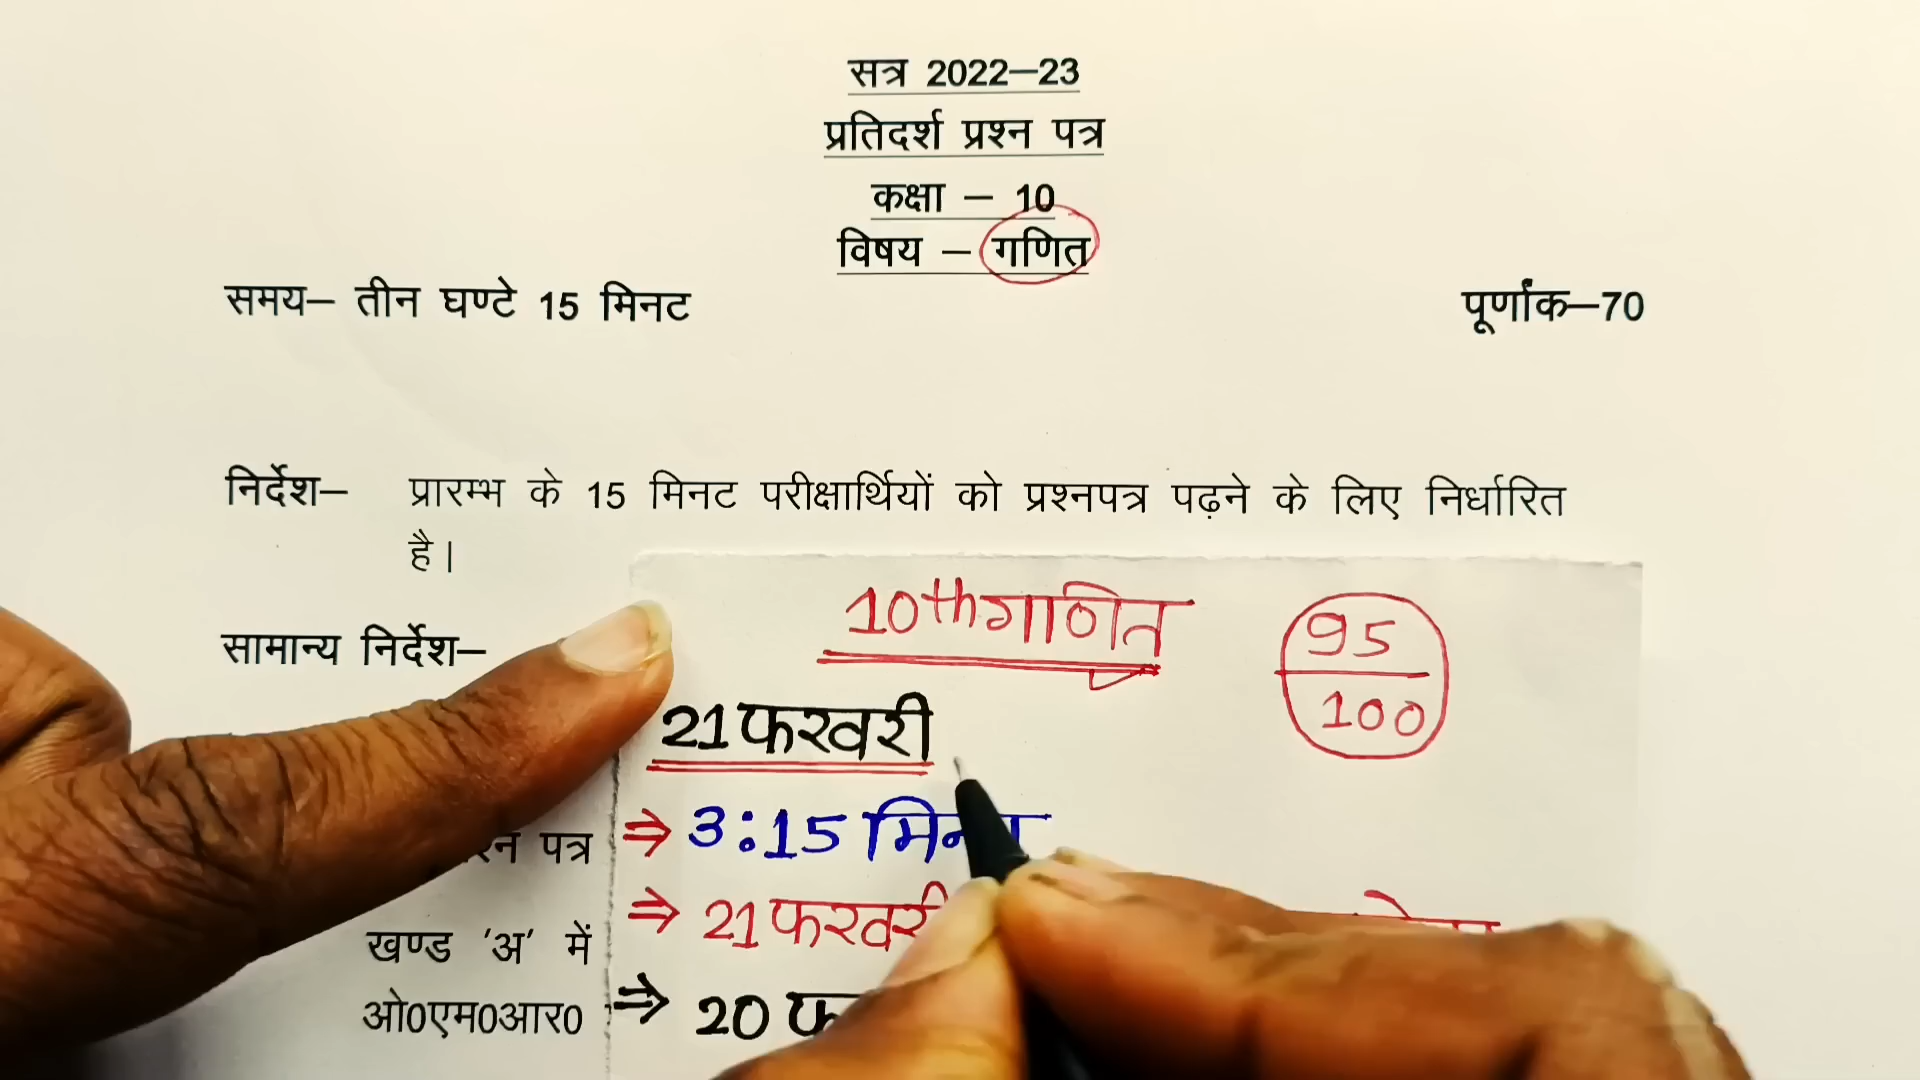 सत्र 2022–23
प्रतिदर्श प्रश्न पत्र
कक्षा – 10
विषय – गणित
समय– तीन घण्टे 15 मिनट
पूर्णांक–70
निर्देश– प्रारम्भ के 15 मिनट परीक्षार्थियों को प्रश्नपत्र पढ़ने के लिए निर्धारित
है।
सामान्य निर्देश–
10th गणित
95
100
21 फरवरी
पत्र ⇒ 3:15
खण्ड 'अ' में ⇒ 21 फरवरी
ओ0एम0आर0 ⇒ 20